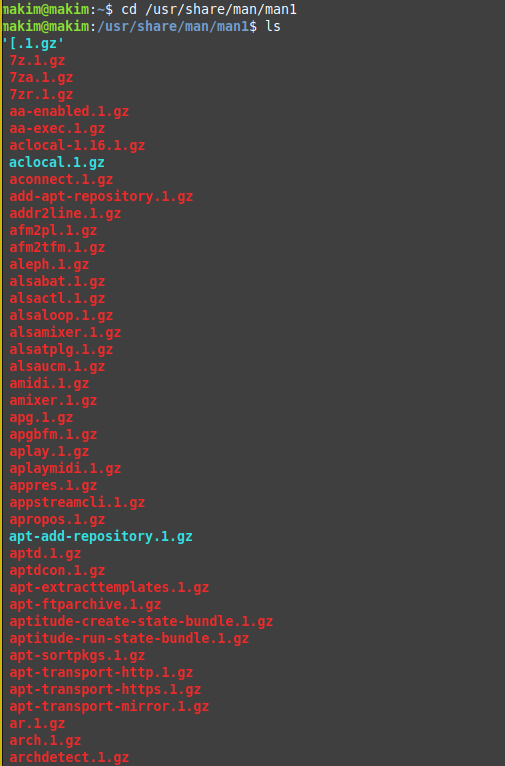 makim@makim:~$ cd /usr/share/man/man1
makim@makim:/usr/share/man/man1$ ls
'[.1.gz'
7z.1.gz
7za.1.gz
7zr.1.gz
aa-enabled.1.gz
aa-exec.1.gz
aclocal-1.16.1.gz
aclocal.1.gz
aconnect.1.gz
add-apt-repository.1.gz
addr2line.1.gz
afm2pl.1.gz
afm2tfm.1.gz
aleph.1.gz
alsabat.1.gz
alsactl.1.gz
alsaloop.1.gz
alsamixer.1.gz
alsatplg.1.gz
alsaucm.1.gz
amidi.1.gz
amixer.1.gz
apg.1.gz
apgbfm.1.gz
aplay.1.gz
aplaymidi.1.gz
appres.1.gz
appstreamcli.1.gz
apropos.1.gz
apt-add-repository.1.gz
aptd.1.gz
aptdcon.1.gz
apt-extracttemplates.1.gz
apt-ftparchive.1.gz
aptitude-create-state-bundle.1.gz
aptitude-run-state-bundle.1.gz
apt-sortpkgs.1.gz
apt-transport-http.1.gz
apt-transport-https.1.gz
apt-transport-mirror.1.gz
ar.1.gz
arch.1.gz
archdetect.1.gz